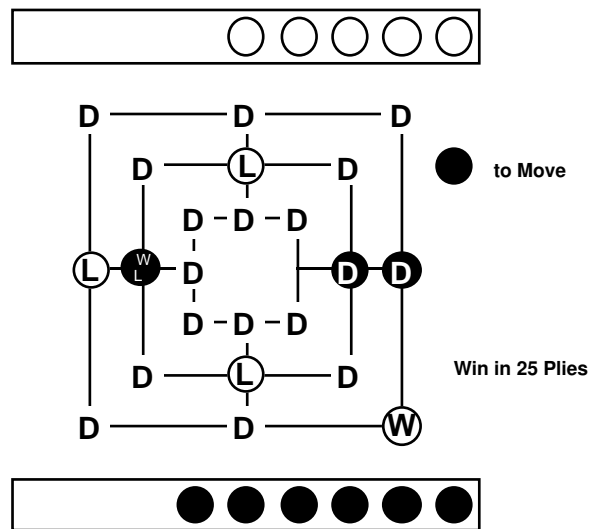 D D D
D L D
to Move
D D D
L W L D D D
D D D
D L D
Win in 25 Plies
D D W